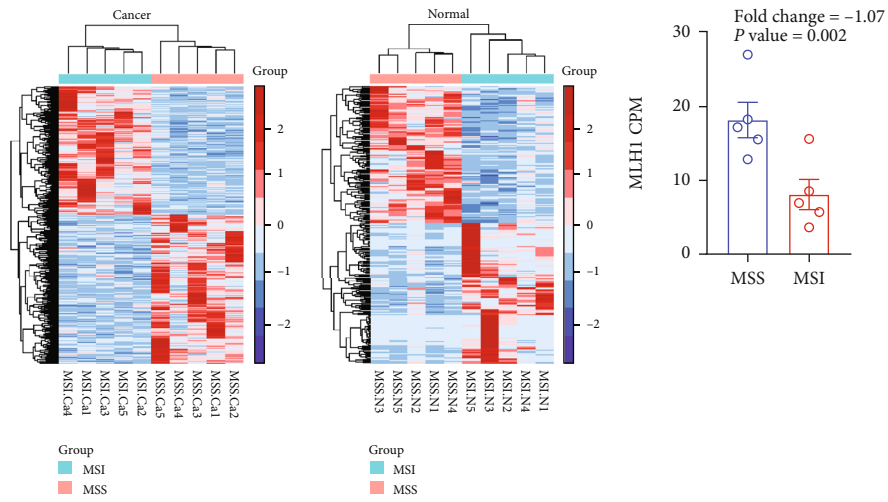 Cancer
Group
2
1
0
−1
−2
MSI.Ca4
MSI.Ca1
MSI.Ca3
MSI.Ca5
MSI.Ca2
MSS.Ca5
MSS.Ca4
MSS.Ca3
MSS.Ca1
MSS.Ca2
Group
MSI
MSS
Normal
Group
2
1
0
−1
−2
MSS.N3
MSS.N5
MSS.N2
MSS.N1
MSS.N4
MSI.N5
MSI.N3
MSI.N2
MSI.N4
MSI.N1
Group
MSI
MSS
Fold change = −1.07
P value = 0.002
MLH1 CPM
30
20
10
0
MSS
MSI